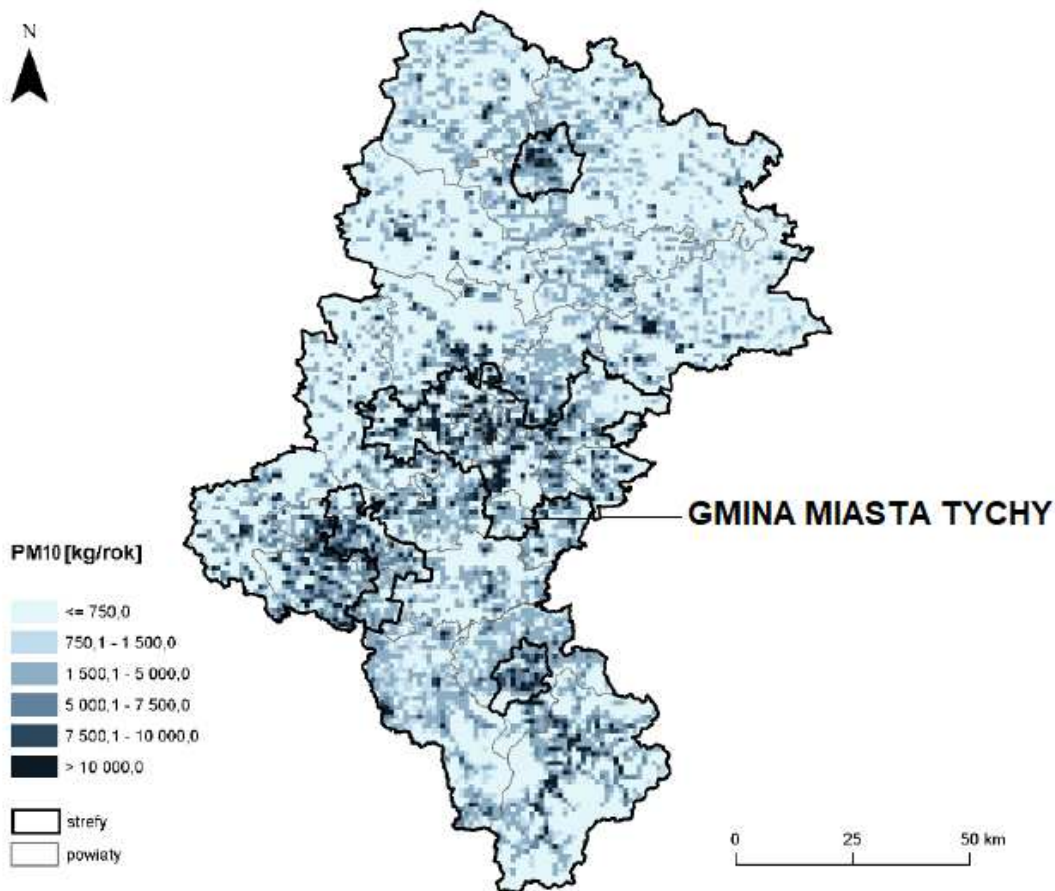 N
GMINA MIASTA TYCHY
PM10 [kg/rok]
<= 750,0
750,1 - 1 500,0
1 500,1 - 5 000,0
5 000,1 - 7 500,0
7 500,1 - 10 000,0
> 10 000,0
strefy
powiaty
0 25 50 km